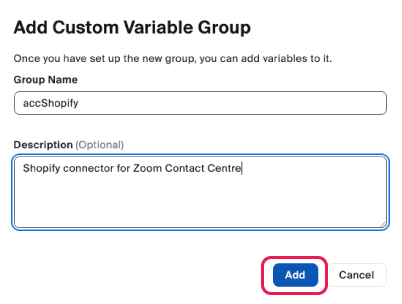 Add Custom Variable Group
Once you have set up the new group, you can add variables to it.
Group Name
accShopify
Description (Optional)
Shopify connector for Zoom Contact Centre
Add Cancel